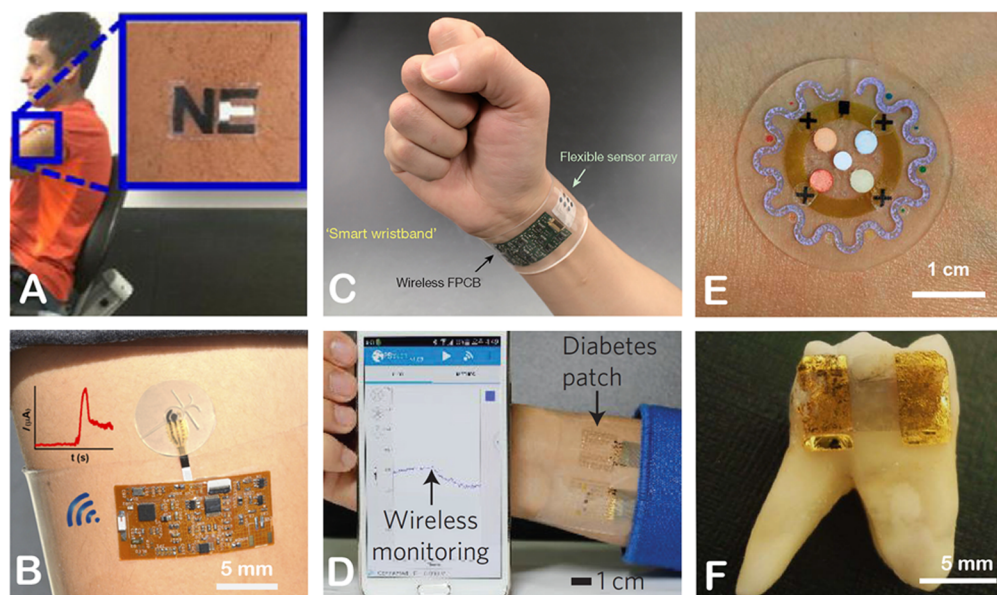 NE
A
Flexible sensor array
'Smart wristband'
Wireless FPCB
C
1 cm
E
I (µA)
t (s)
5 mm
B
Diabetes
patch
Wireless
monitoring
1 cm
D
5 mm
F